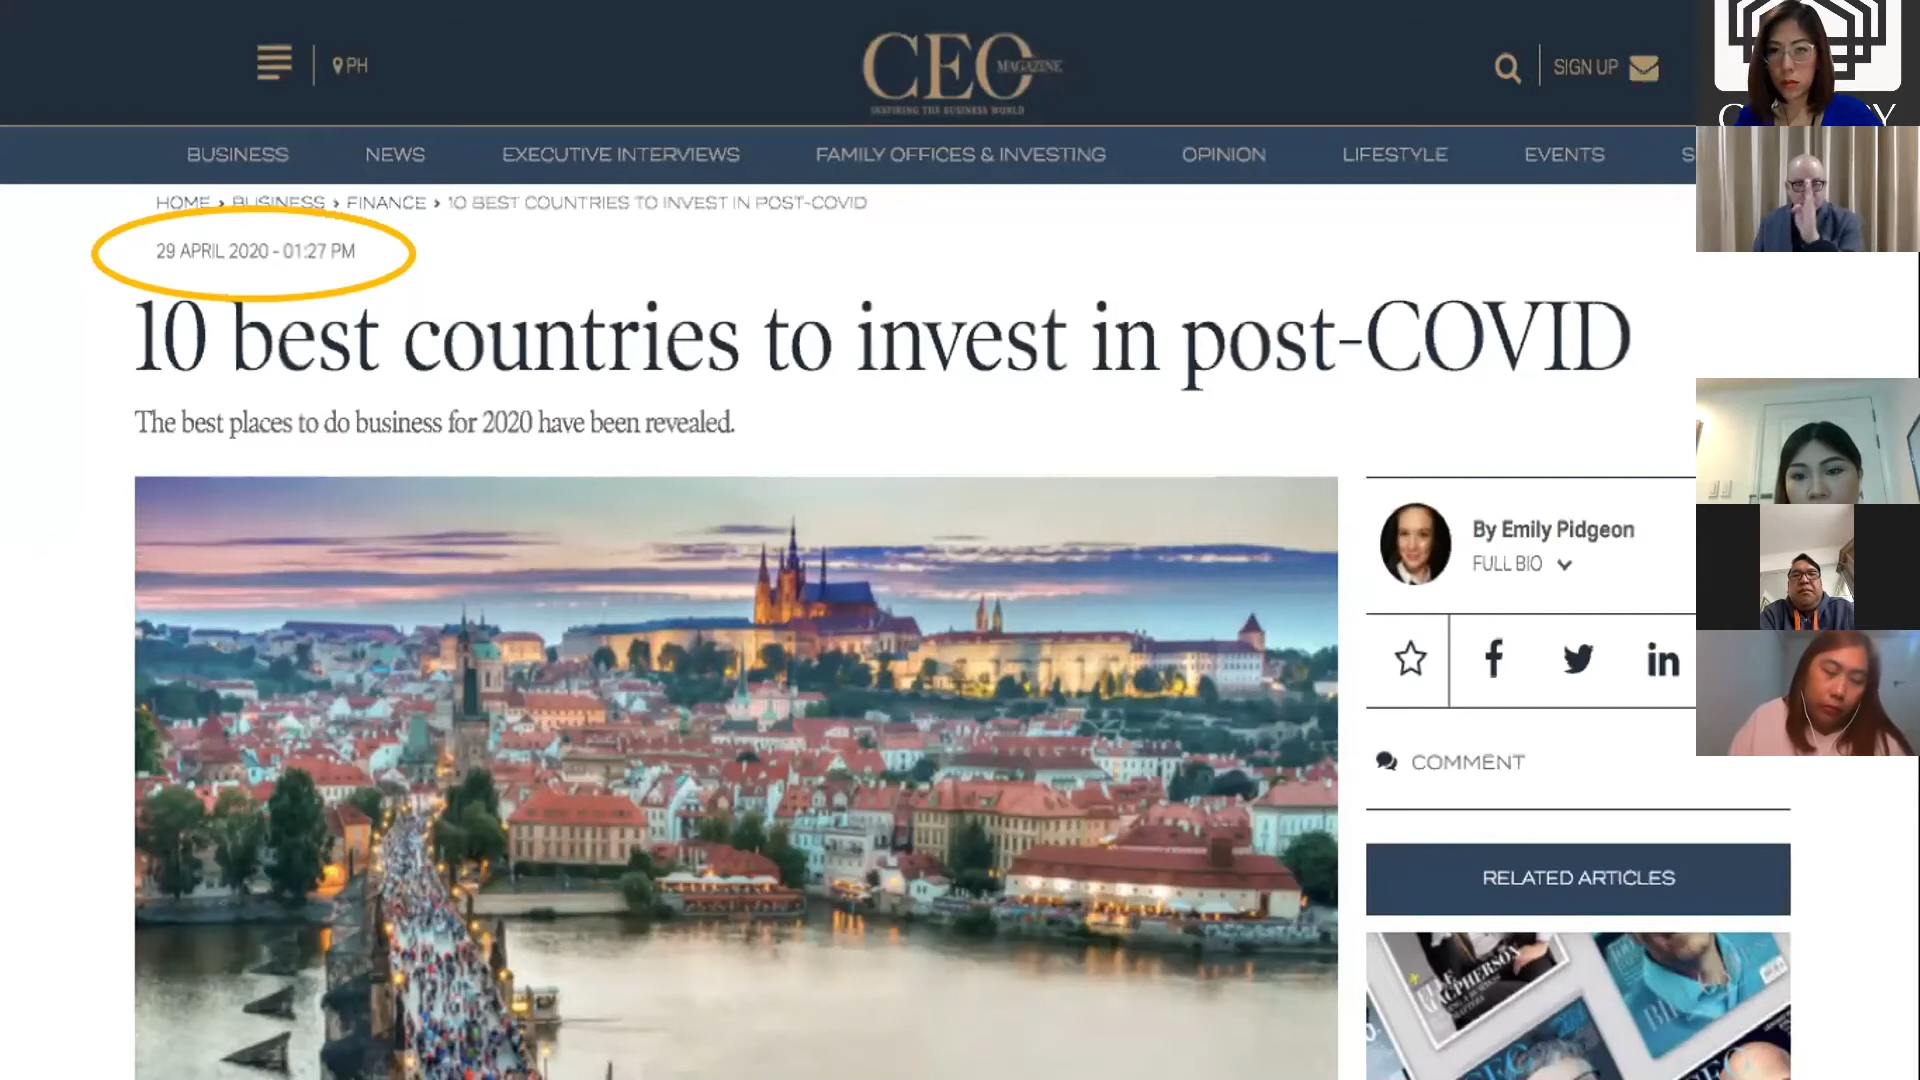 PH
CEO
MAGAZINE
INSPIRING THE BUSINESS WORLD
SIGN UP
BUSINESS
NEWS
EXECUTIVE INTERVIEWS
FAMILY OFFICES & INVESTING
OPINION
LIFESTYLE
EVENTS
S
HOME › BUSINESS › FINANCE › 10 BEST COUNTRIES TO INVEST IN POST-COVID
29 APRIL 2020 - 01:27 PM
10 best countries to invest in post-COVID
The best places to do business for 2020 have been revealed.
By Emily Pidgeon
FULL BIO
COMMENT
RELATED ARTICLES
MACPHERSON
CEO